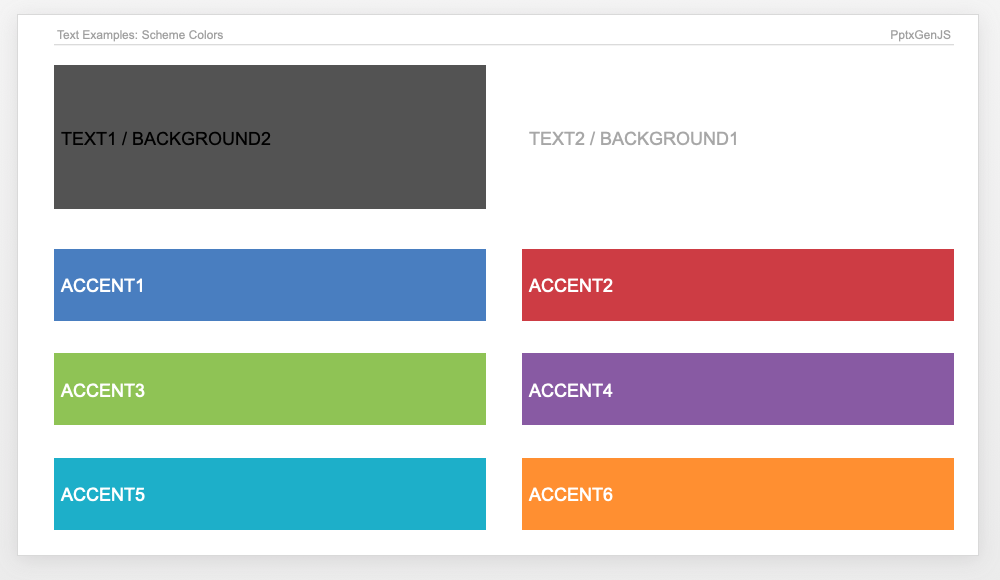 Text Examples: Scheme Colors
PptxGenJS
TEXT1 / BACKGROUND2
TEXT2 / BACKGROUND1
ACCENT1
ACCENT2
ACCENT3
ACCENT4
ACCENT5
ACCENT6